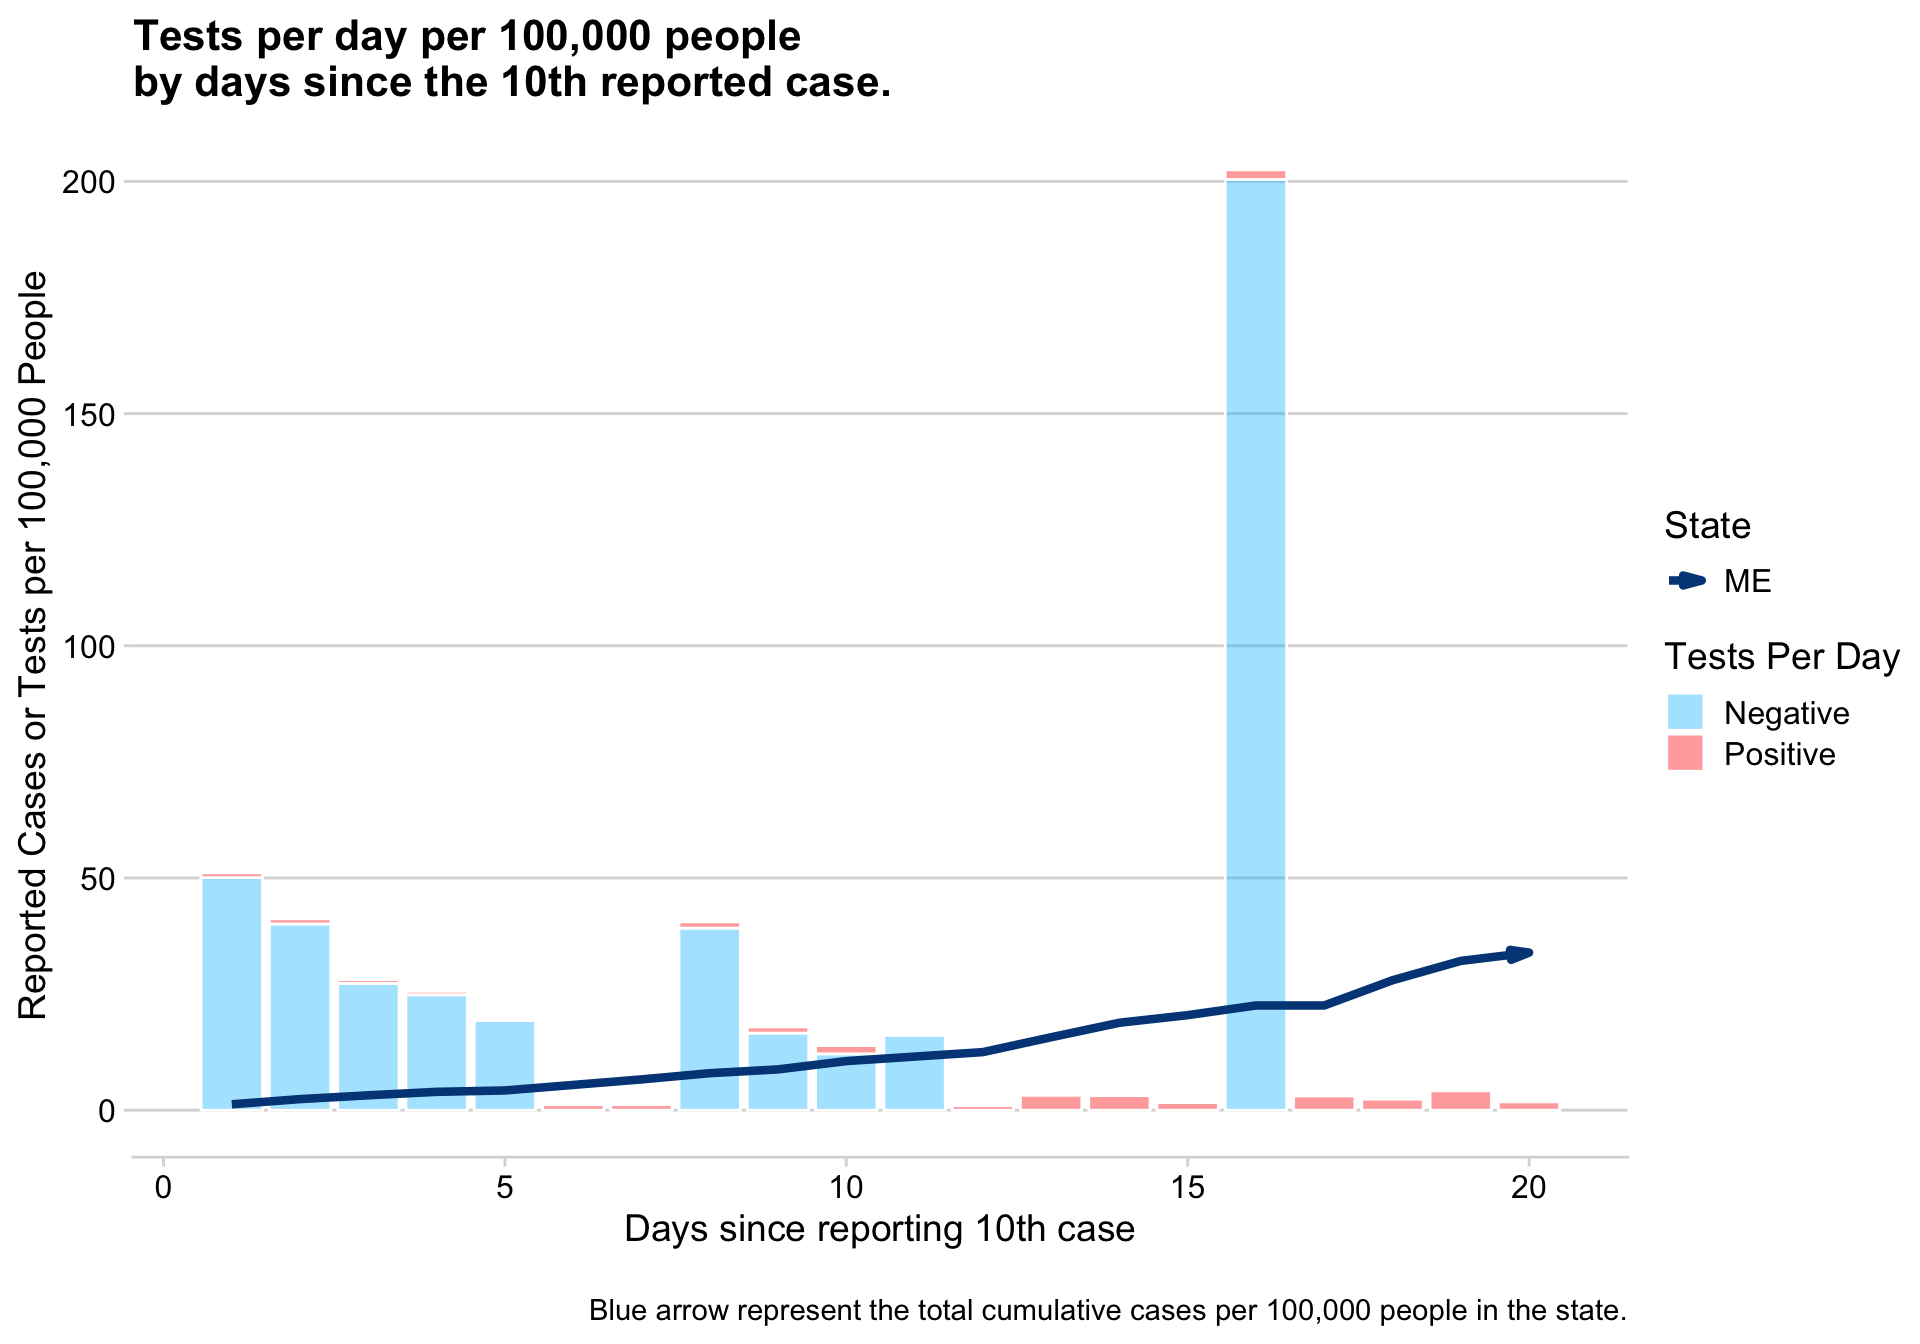 Tests per day per 100,000 people
by days since the 10th reported case.
Reported Cases or Tests per 100,000 People
200
150
100
50
0
0 5 10 15 20
Days since reporting 10th case
State
ME
Tests Per Day
Negative
Positive
Blue arrow represent the total cumulative cases per 100,000 people in the state.